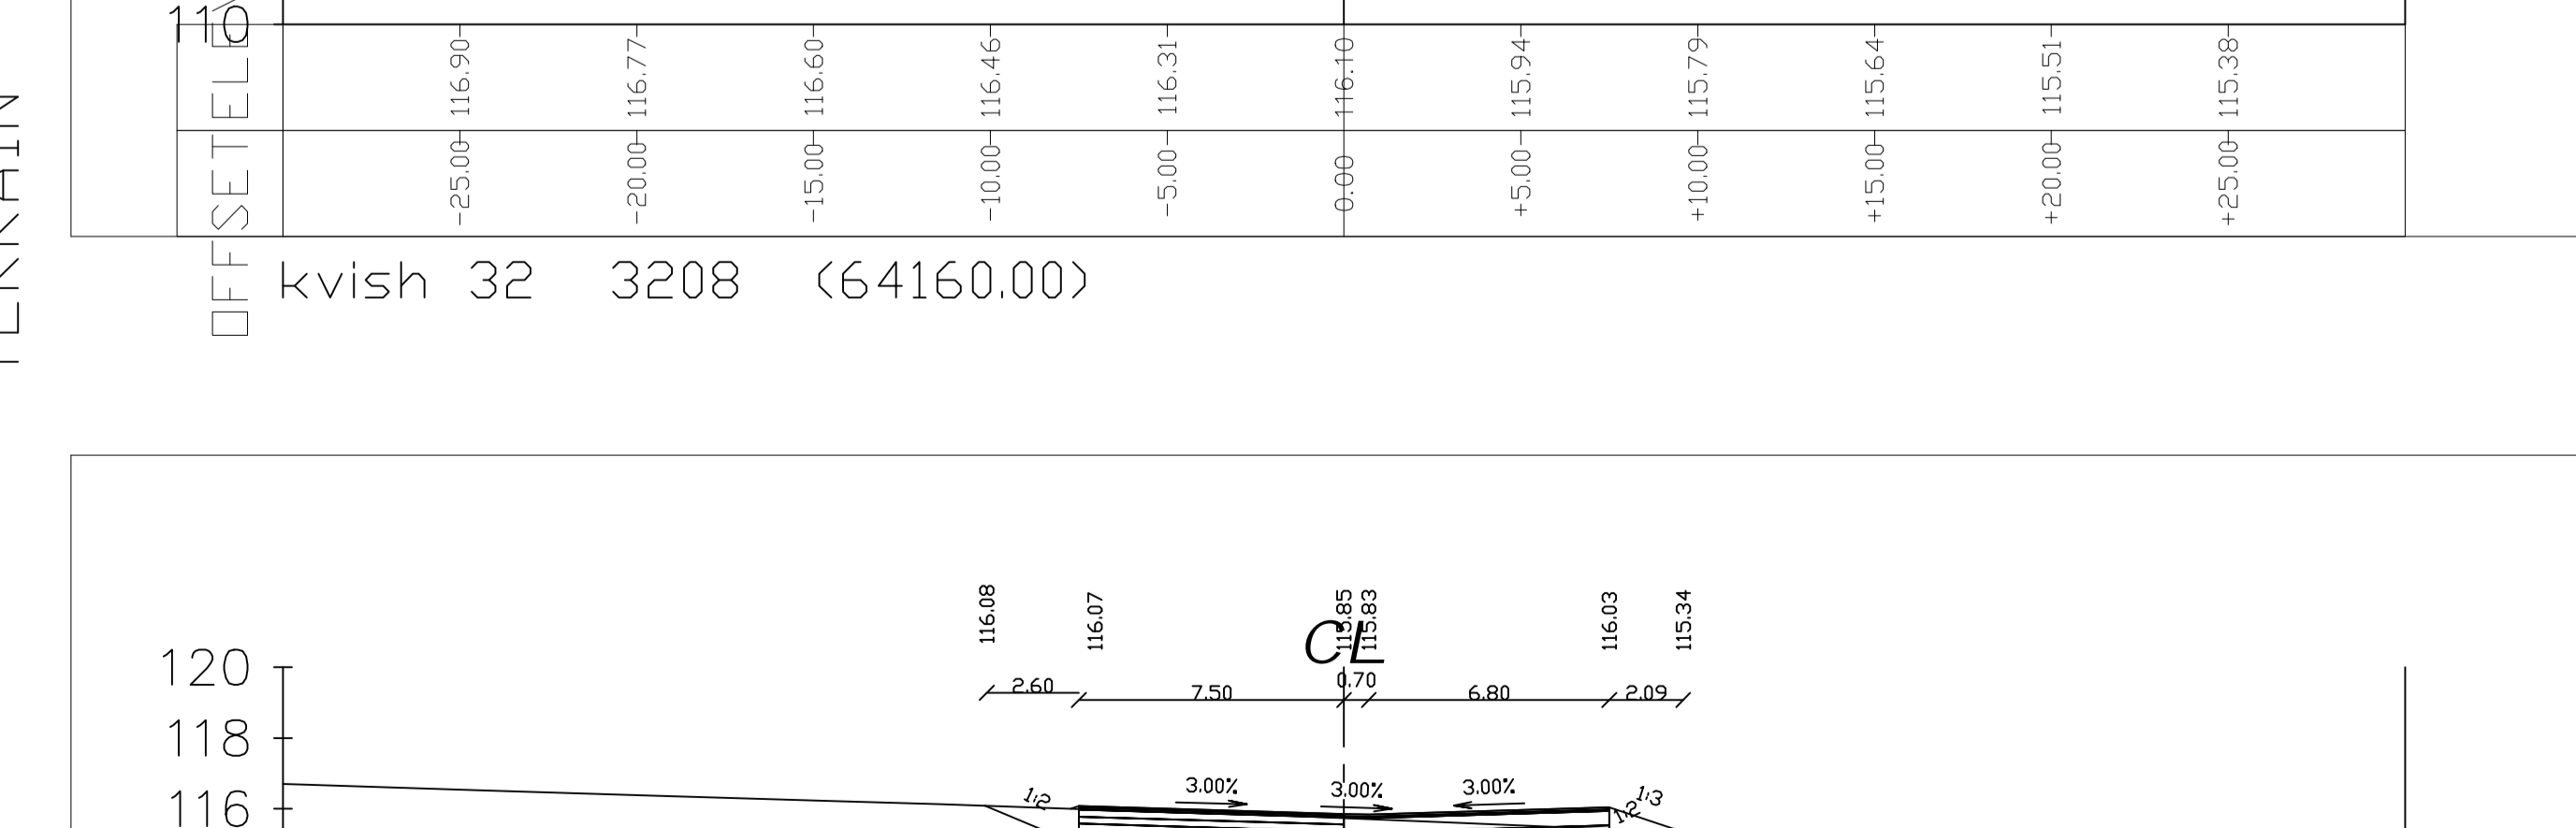 110
ELEV 116.90 116.77 116.60 116.46 116.31 116.10 115.94 115.79 115.64 115.51 115.38
OFFSET -25.00 -20.00 -15.00 -10.00 -5.00 0.00 +5.00 +10.00 +15.00 +20.00 +25.00
TERRAIN
kvish 32 3208 (64160.00)
116.08 116.07 115.85 115.83 116.03 115.34
CL
120
2.60 7.50 0.70 6.80 2.09
118
3.00% 3.00% 3.00%
1:2 1:2 1:3
116